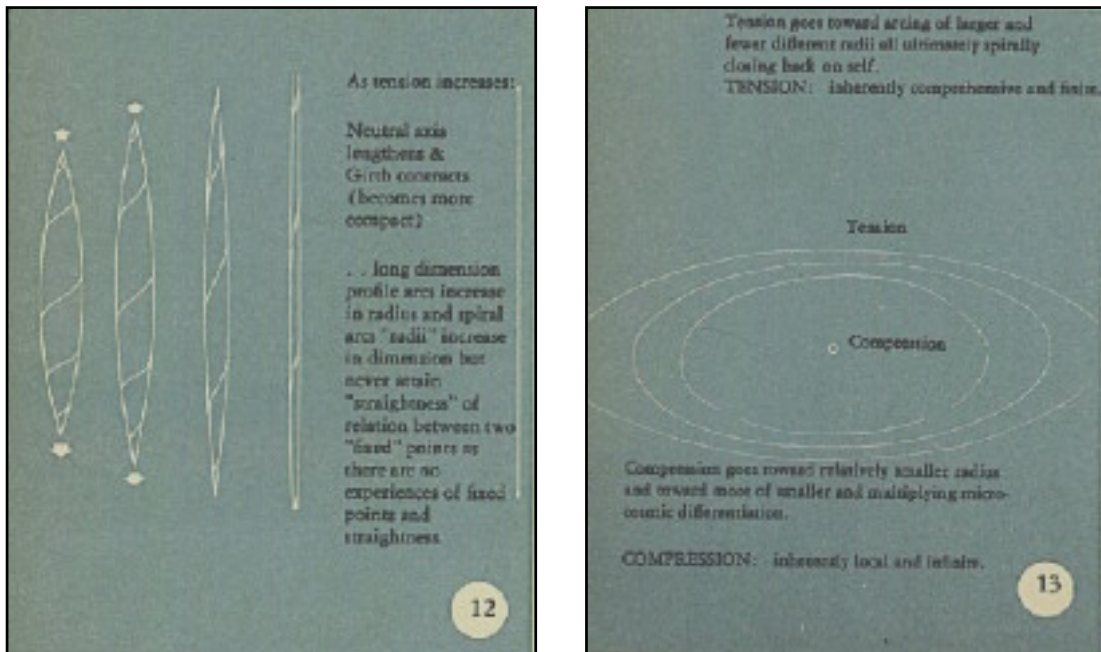 As tension increases:
Neutral axis
lengthens &
Girth contracts
(becomes more
compact)
. . long dimension
profile arcs increase
in radius and spiral
arcs "radii" increase
in dimension but
never attain
"straightness" of
relation between two
"fixed" points as
there are no
experiences of fixed
points and
straightness
12
Tension goes toward arcing of larger and
fewer different radii all ultimately spirally
closing back on self.
TENSION: inherently comprehensive and finite.
Tension
Compression
Compression goes toward relatively smaller radius
and toward more of smaller and multiplying micro-
cosmic differentiation.
COMPRESSION: inherently local and infinite.
13